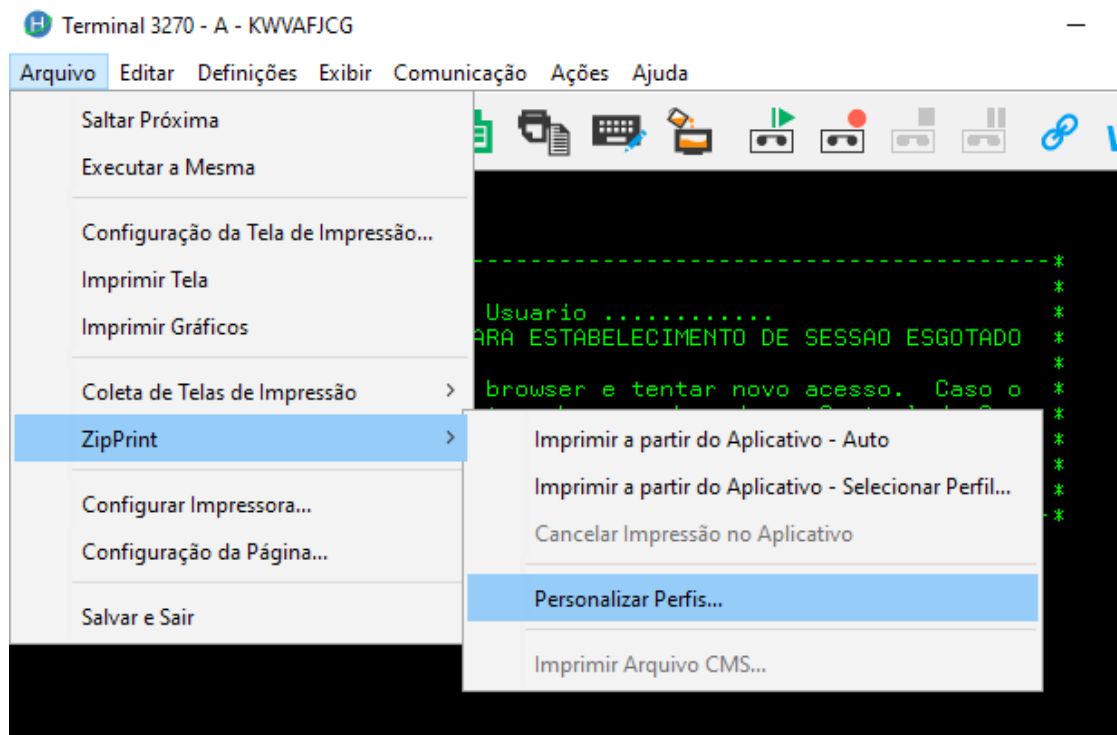 Terminal 3270 - A - KWVAFJCG
Arquivo Editar Definições Exibir Comunicação Ações Ajuda
Saltar Próxima
Executar a Mesma
Configuração da Tela de Impressão...
Imprimir Tela
Imprimir Gráficos
Coleta de Telas de Impressão >
ZipPrint >
Configurar Impressora...
Configuração da Página...
Salvar e Sair
----------------------------------------*
*
Usuario ............ *
ARA ESTABELECIMENTO DE SESSAO ESGOTADO *
*
browser e tentar novo acesso. Caso o *
*
*
*
-*
Imprimir a partir do Aplicativo - Auto
Imprimir a partir do Aplicativo - Selecionar Perfil...
Cancelar Impressão no Aplicativo
Personalizar Perfis...
Imprimir Arquivo CMS...